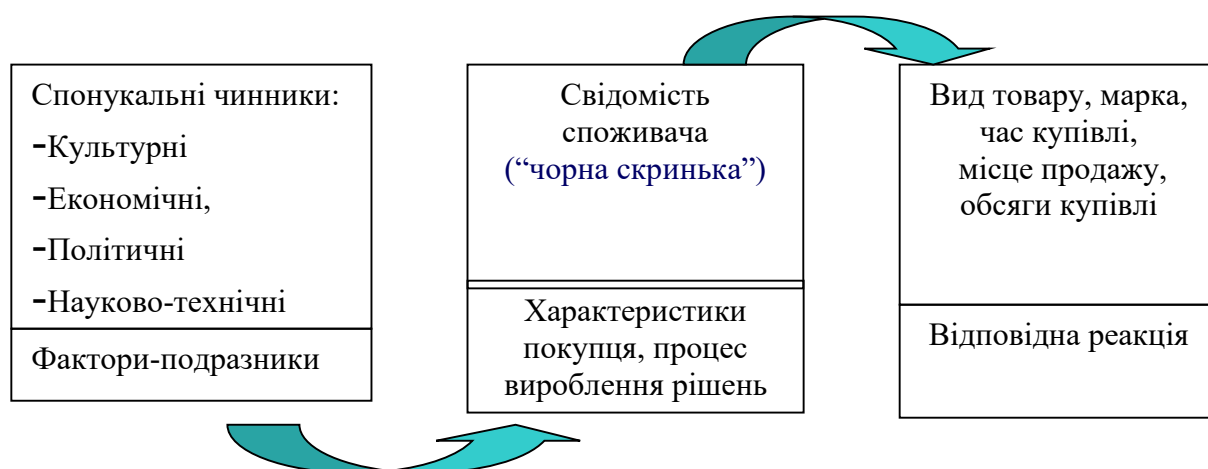 Спонукальні чинники:
-Культурні
-Економічні,
-Політичні
-Науково-технічні
Фактори-подразники
Свідомість
споживача
(“чорна скринька”)
Характеристики
покупця, процес
вироблення рішень
Вид товару, марка,
час купівлі,
місце продажу,
обсяги купівлі
Відповідна реакція